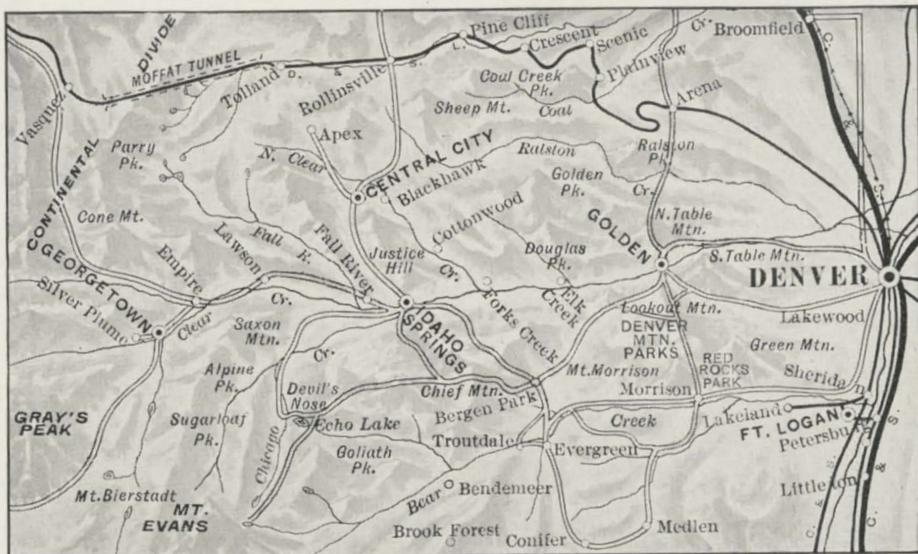 Pine Cliff
Crescent
Scenic
Cr.
Broomfield
C.
DIVIDE
MOFFAT TUNNEL
Tolland
D.
&
S.
L.
Rollinsville
Coal Creek
Pk.
Plainview
Vasquez
Sheep Mt.
Coal
Arena
&
Apex
Parry
Pk.
N. Clear
CENTRAL CITY
Ralston
Ralston
Pk.
S.
CONTINENTAL
Blackhawk
Golden
Pk.
Cr.
Cone Mt.
Cottonwood
N. Table
Mtn.
GEORGETOWN
Empire
Lawson
Fall
R.
Fall River
Justice
Hill
Cr.
Douglas
Pk.
GOLDEN
S. Table Mtn.
DENVER
Silver Plume
Clear
Cr.
Forks Creek
Elk
Creek
Lookout Mtn.
DENVER
MTN.
PARKS
Lakewood
Saxon
Mtn.
IDAHO
SPRINGS
Green Mtn.
Alpine
Pk.
Cr.
Mt. Morrison
RED
ROCKS
PARK
Sheridan
Devil's
Nose
Chief Mtn.
Bergen Park
Morrison
GRAY'S
PEAK
Sugarloaf
Pk.
Echo Lake
Creek
Lakeland
FT. LOGAN
Petersburg
Chicago
Troutdale
Evergreen
S.
Goliath
Pk.
Mt. Bierstadt
Bear
Bendemeer
Littleton
&
MT.
EVANS
Brook Forest
Conifer
Medlen
C.